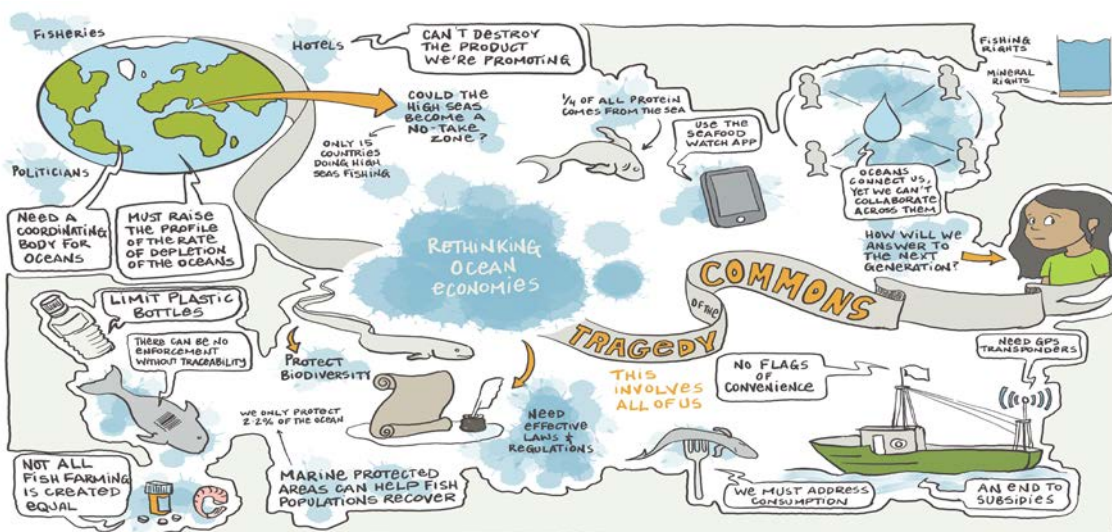 FISHERIES
HOTELS
CAN'T DESTROY
THE PRODUCT
WE'RE PROMOTING
COULD THE
HIGH SEAS
BECOME A
NO-TAKE
ZONE?
ONLY 15
COUNTRIES
DOING HIGH
SEAS FISHING
POLITICIANS
NEED A
COORDINATING
BODY FOR
OCEANS
MUST RAISE
THE PROFILE
OF THE RATE
OF DEPLETION
OF THE OCEANS
1/4 OF ALL PROTEIN
COMES FROM THE SEA
USE THE
SEAFOOD
WATCH APP
FISHING
RIGHTS
MINERAL
RIGHTS
OCEANS
CONNECT US,
YET WE CAN'T
COLLABORATE
ACROSS THEM
HOW WILL WE
ANSWER TO
THE NEXT
GENERATION?
RETHINKING
OCEAN
ECONOMIES
TRAGEDY
OF THE
COMMONS
THIS
INVOLVES
ALL OF US
LIMIT PLASTIC
BOTTLES
THERE CAN BE NO
ENFORCEMENT
WITHOUT TRACEABILITY
PROTECT
BIODIVERSITY
WE ONLY PROTECT
2.2% OF THE OCEAN
NOT ALL
FISH FARMING
IS CREATED
EQUAL
MARINE PROTECTED
AREAS CAN HELP FISH
POPULATIONS RECOVER
NEED
EFFECTIVE
LAWS &
REGULATIONS
NO FLAGS
OF
CONVENIENCE
NEED GPS
TRANSPONDERS
WE MUST ADDRESS
CONSUMPTION
AN END TO
SUBSIDIES